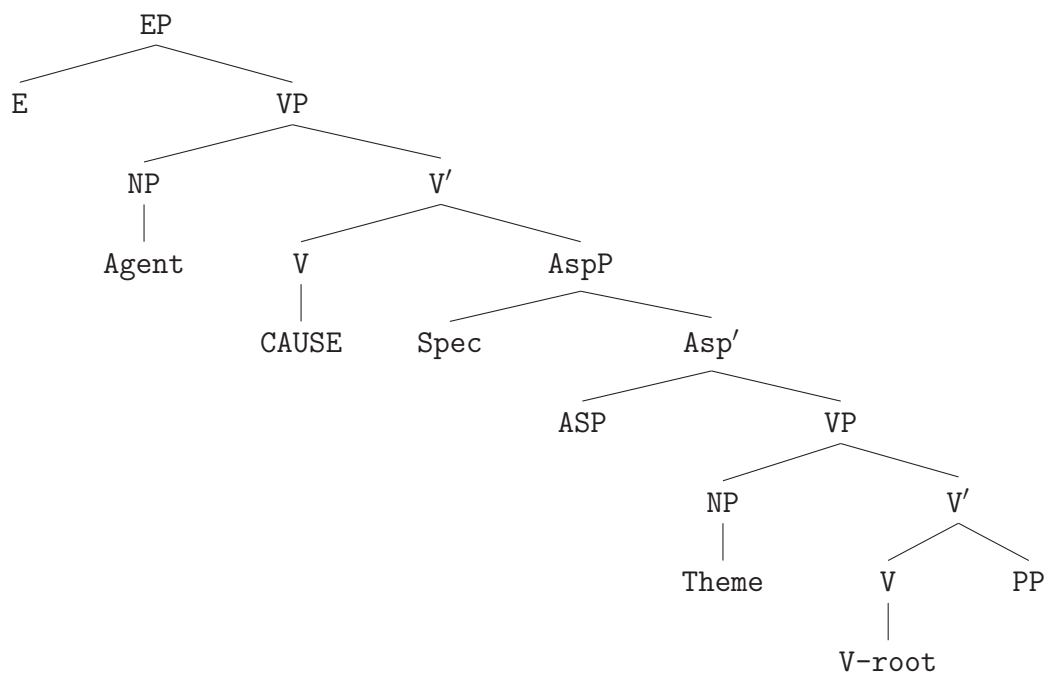 EP
E VP
NP V′
Agent V AspP
CAUSE Spec Asp′
ASP VP
NP V′
Theme V PP
V-root